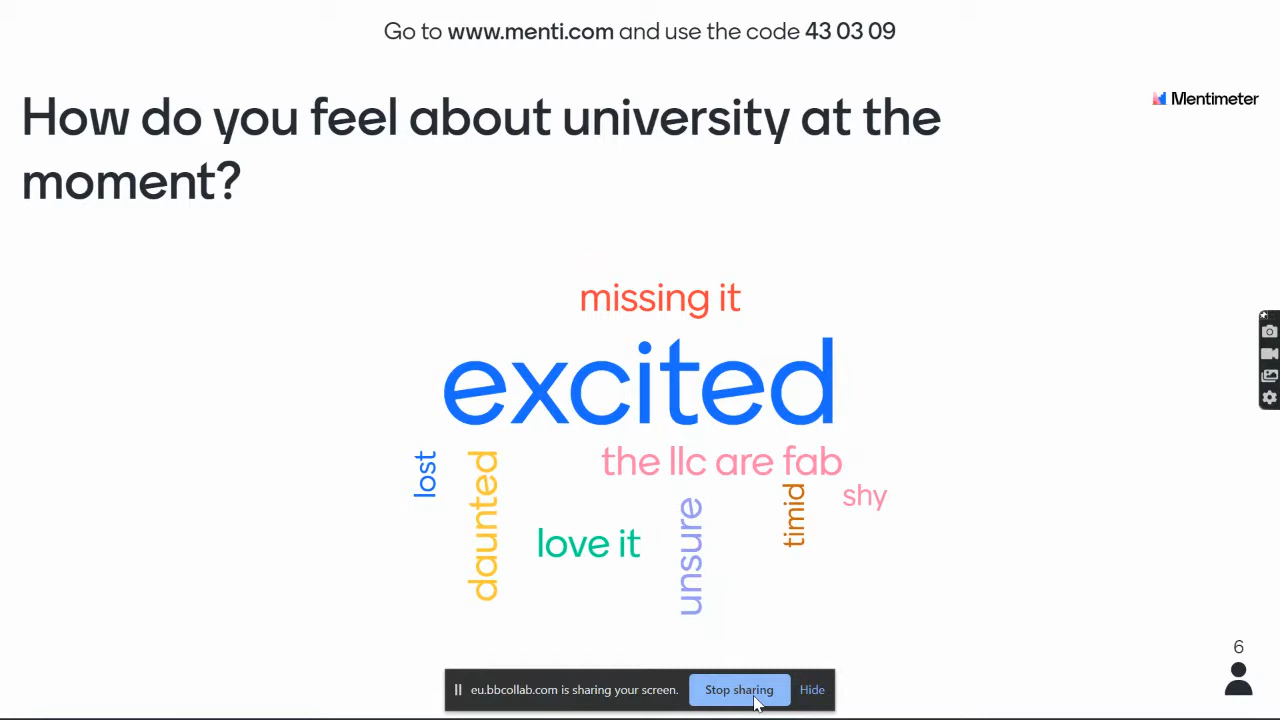 Go to www.menti.com and use the code 43 03 09
How do you feel about university at the
moment?
Mentimeter
missing it
excited
lost
daunted
the llc are fab
shy
timid
unsure
love it
6
eu.bbcollab.com is sharing your screen. Stop sharing Hide